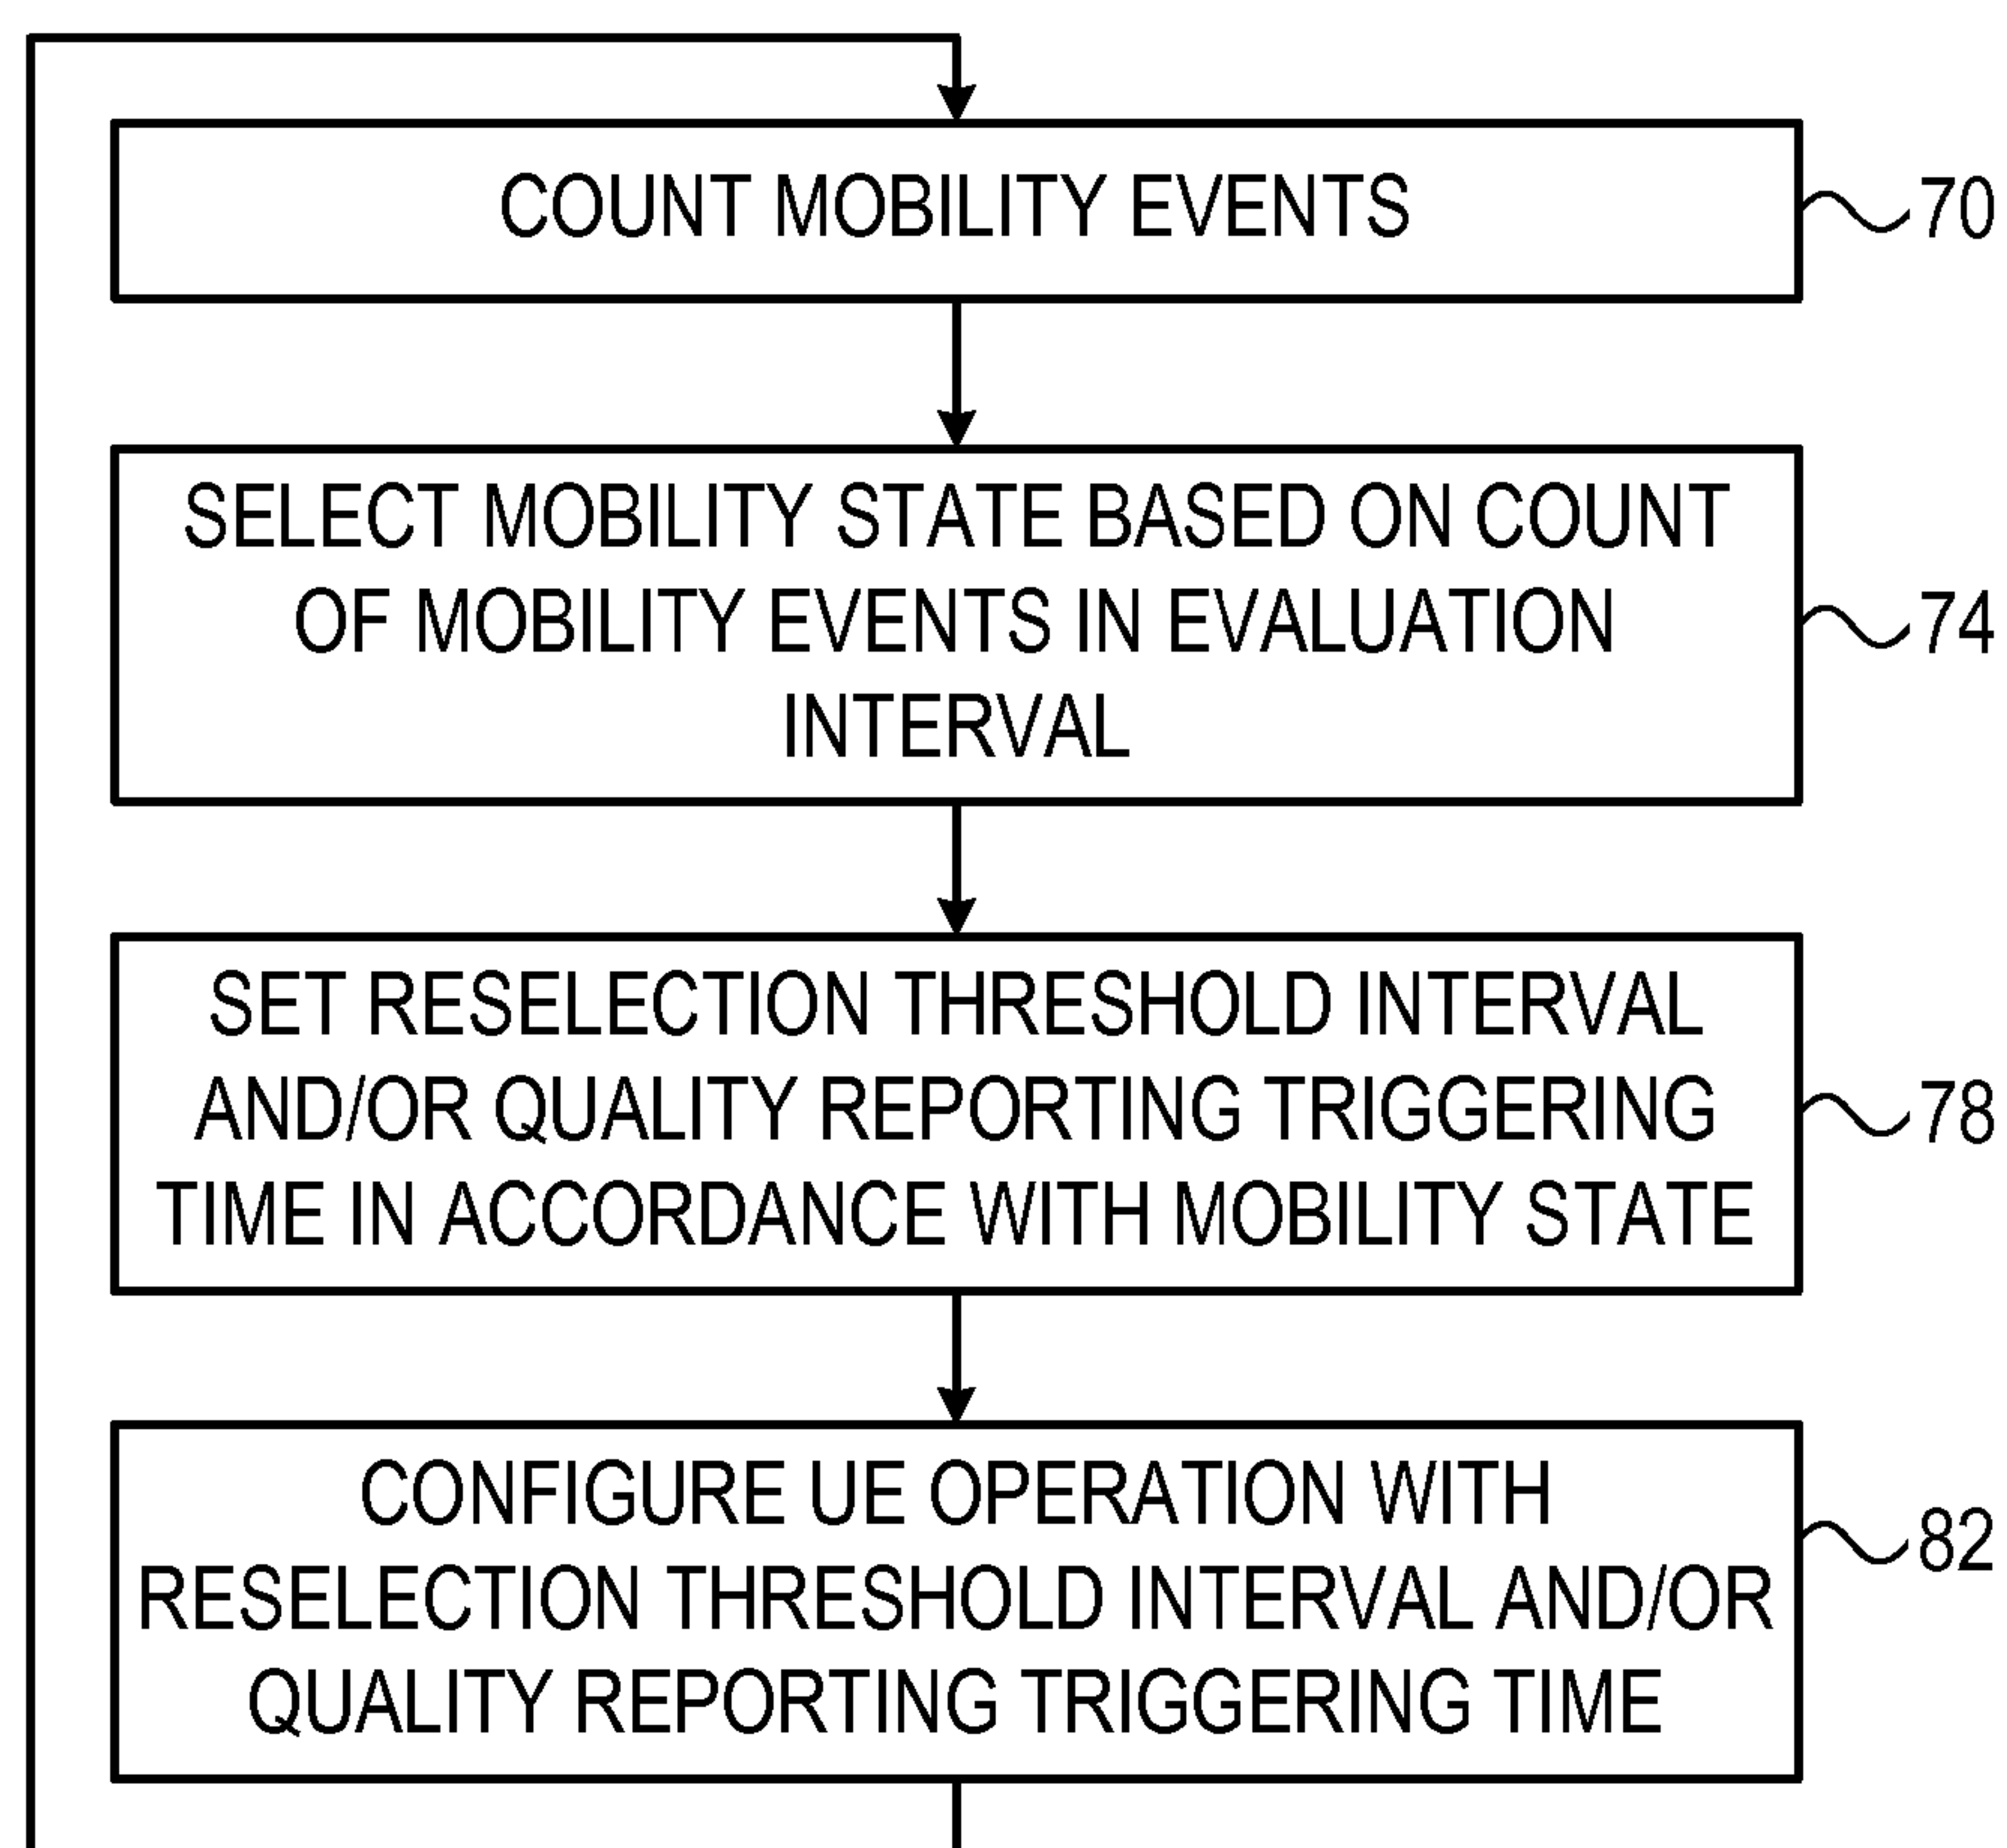 COUNT MOBILITY EVENTS
70
SELECT MOBILITY STATE BASED ON COUNT
OF MOBILITY EVENTS IN EVALUATION
INTERVAL
74
SET RESELECTION THRESHOLD INTERVAL
AND/OR QUALITY REPORTING TRIGGERING
TIME IN ACCORDANCE WITH MOBILITY STATE
78
CONFIGURE UE OPERATION WITH
RESELECTION THRESHOLD INTERVAL AND/OR
QUALITY REPORTING TRIGGERING TIME
82